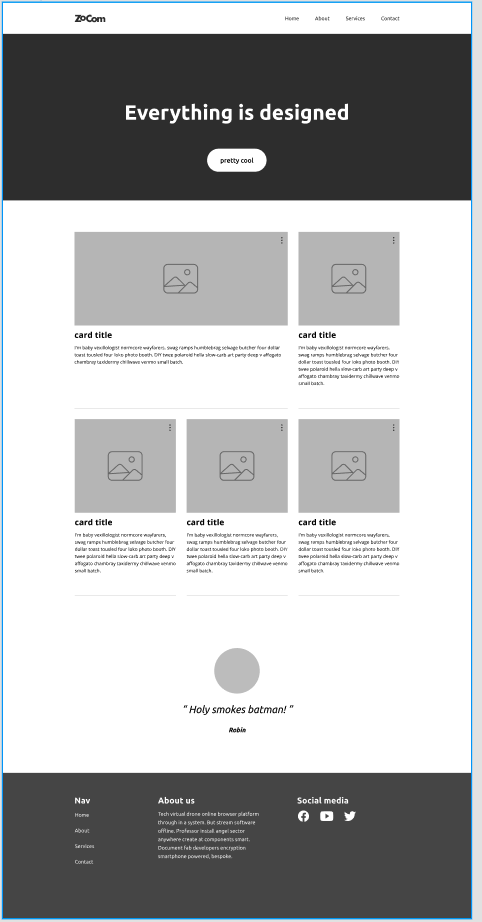 ZoCom
Home About Services Contact
Everything is designed
pretty cool
card title
I'm baby vexillologist normcore wayfarers, swag ramps humblebrag selvage butcher four dollar
toast tousled four loko photo booth. DIY twee polaroid hella slow-carb art party deep v affogato
chambray taxidermy chillwave venmo small batch.
card title
I'm baby vexillologist normcore wayfarers,
swag ramps humblebrag selvage butcher four
dollar toast tousled four loko photo booth. DIY
twee polaroid hella slow-carb art party deep v
affogato chambray taxidermy chillwave venmo
small batch.
card title
I'm baby vexillologist normcore wayfarers,
swag ramps humblebrag selvage butcher four
dollar toast tousled four loko photo booth. DIY
twee polaroid hella slow-carb art party deep v
affogato chambray taxidermy chillwave venmo
small batch.
card title
I'm baby vexillologist normcore wayfarers,
swag ramps humblebrag selvage butcher four
dollar toast tousled four loko photo booth. DIY
twee polaroid hella slow-carb art party deep v
affogato chambray taxidermy chillwave venmo
small batch.
card title
I'm baby vexillologist normcore wayfarers,
swag ramps humblebrag selvage butcher four
dollar toast tousled four loko photo booth. DIY
twee polaroid hella slow-carb art party deep v
affogato chambray taxidermy chillwave venmo
small batch.
" Holy smokes batman! "
Robin
Nav
Home
About
Services
Contact
About us
Tech virtual drone online browser platform
through in a system. But stream software
offline. Professor install angel sector
anywhere create at components smart.
Document fab developers encryption
smartphone powered, bespoke.
Social media